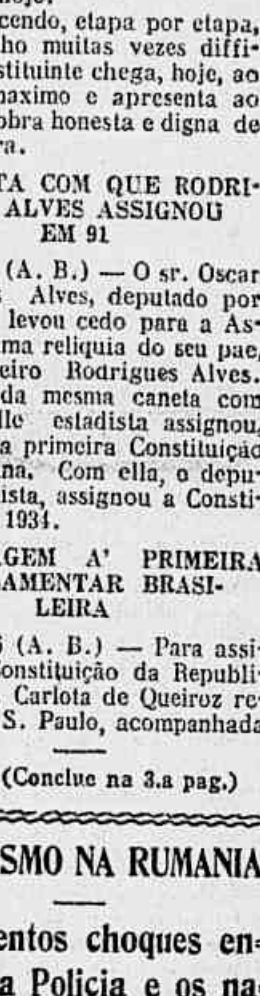 cendo, etapa por etapa,
ho muitas vezes diffi-
stituinte chega, hoje, ao
maximo e apresenta ao
obra honesta e digna de
ra.
TA COM QUE RODRI-
ALVES ASSIGNOU
EM 91
(A. B.) — O sr. Oscar
s Alves, deputado por
levou cedo para a As-
ma reliquia do seu pae,
eiro Rodrigues Alves.
da mesma caneta com
lle estadista assignou,
a primeira Constituição
na. Com ella, o depu-
ista, assignou a Consti-
1934.
AGEM A' PRIMEIRA
AMENTAR BRASI-
LEIRA
6 (A. B.) — Para assi-
Constituição da Republi-
Carlota de Queiroz re-
S. Paulo, acompanhada
(Conclue na 3.a pag.)
SMO NA RUMANIA
entos choques en-
a Policia e os na-